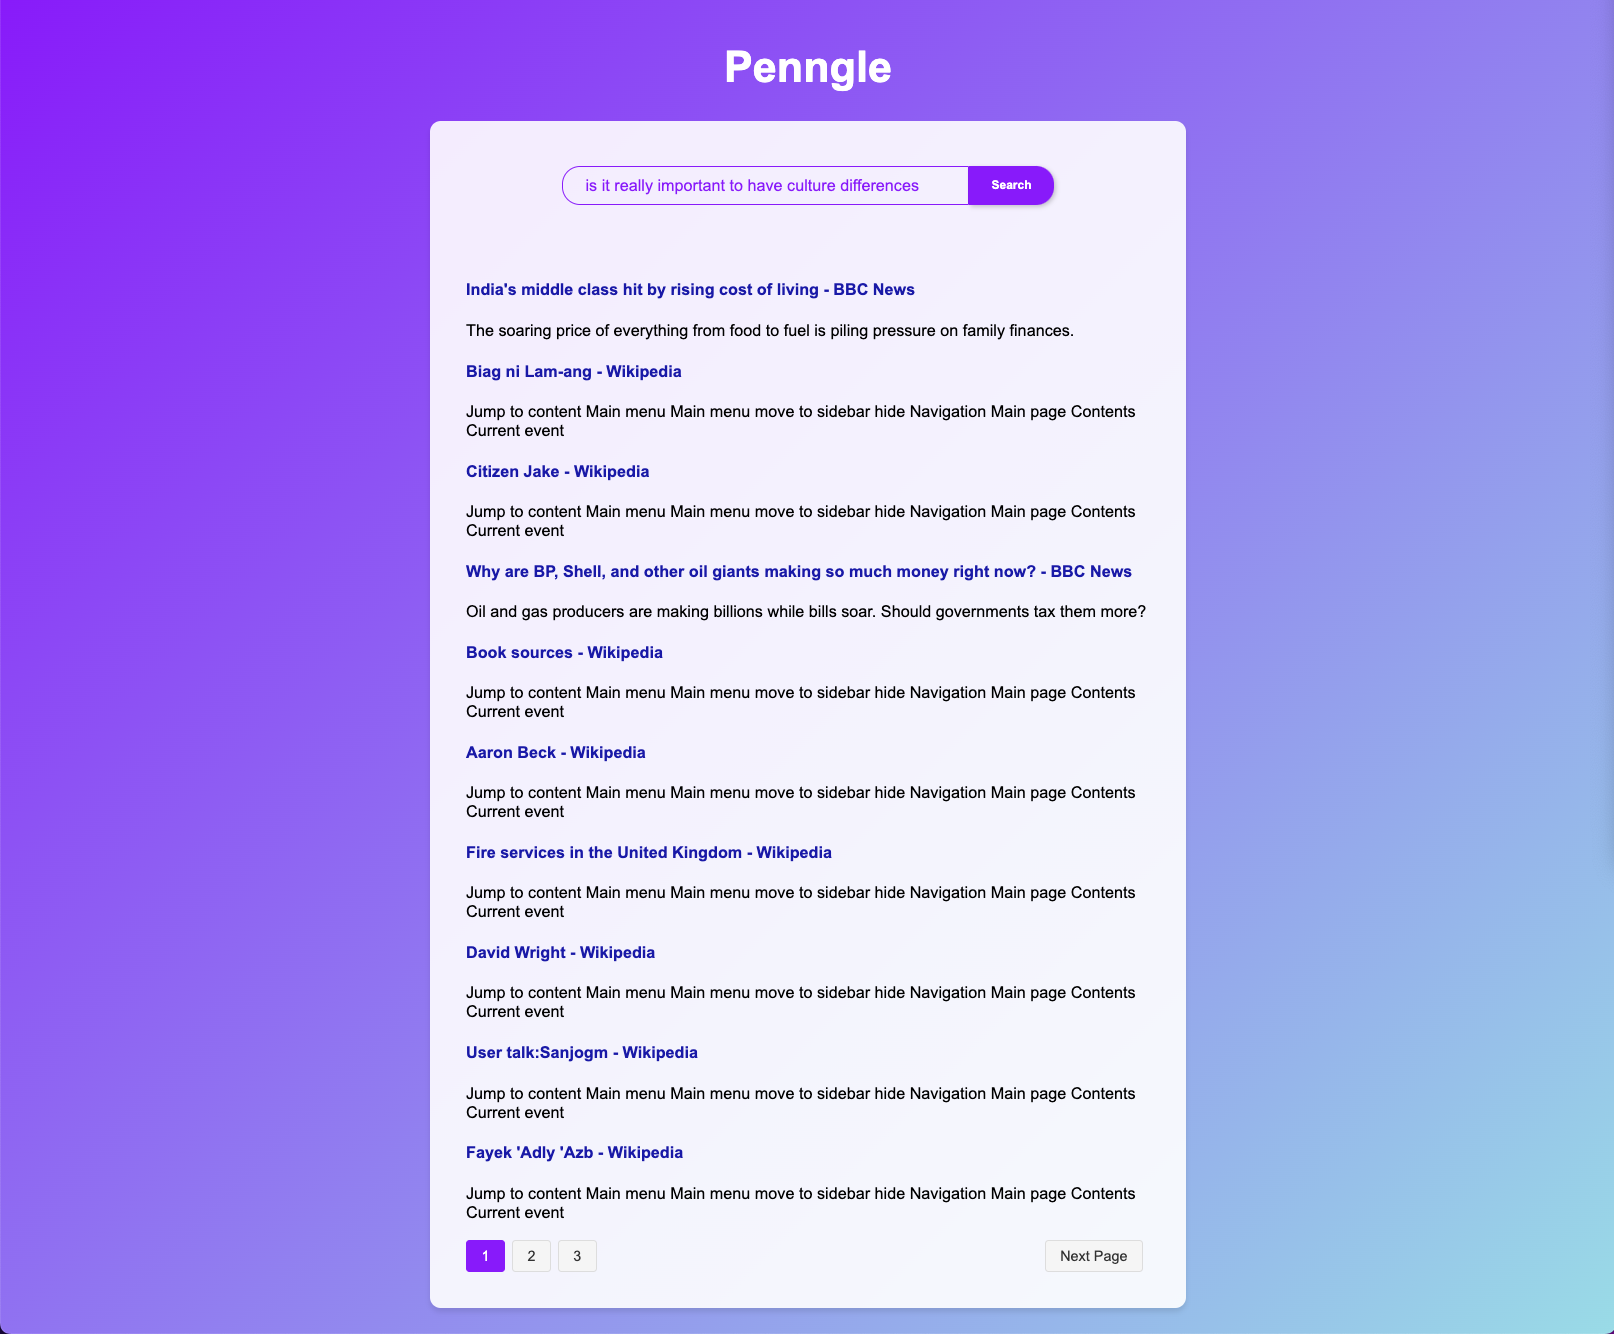 Penngle
is it really important to have culture differences
Search
India's middle class hit by rising cost of living - BBC News
The soaring price of everything from food to fuel is piling pressure on family finances.
Biag ni Lam-ang - Wikipedia
Jump to content Main menu Main menu move to sidebar hide Navigation Main page Contents
Current event
Citizen Jake - Wikipedia
Jump to content Main menu Main menu move to sidebar hide Navigation Main page Contents
Current event
Why are BP, Shell, and other oil giants making so much money right now? - BBC News
Oil and gas producers are making billions while bills soar. Should governments tax them more?
Book sources - Wikipedia
Jump to content Main menu Main menu move to sidebar hide Navigation Main page Contents
Current event
Aaron Beck - Wikipedia
Jump to content Main menu Main menu move to sidebar hide Navigation Main page Contents
Current event
Fire services in the United Kingdom - Wikipedia
Jump to content Main menu Main menu move to sidebar hide Navigation Main page Contents
Current event
David Wright - Wikipedia
Jump to content Main menu Main menu move to sidebar hide Navigation Main page Contents
Current event
User talk:Sanjogm - Wikipedia
Jump to content Main menu Main menu move to sidebar hide Navigation Main page Contents
Current event
Fayek 'Adly 'Azb - Wikipedia
Jump to content Main menu Main menu move to sidebar hide Navigation Main page Contents
Current event
1 2 3 Next Page